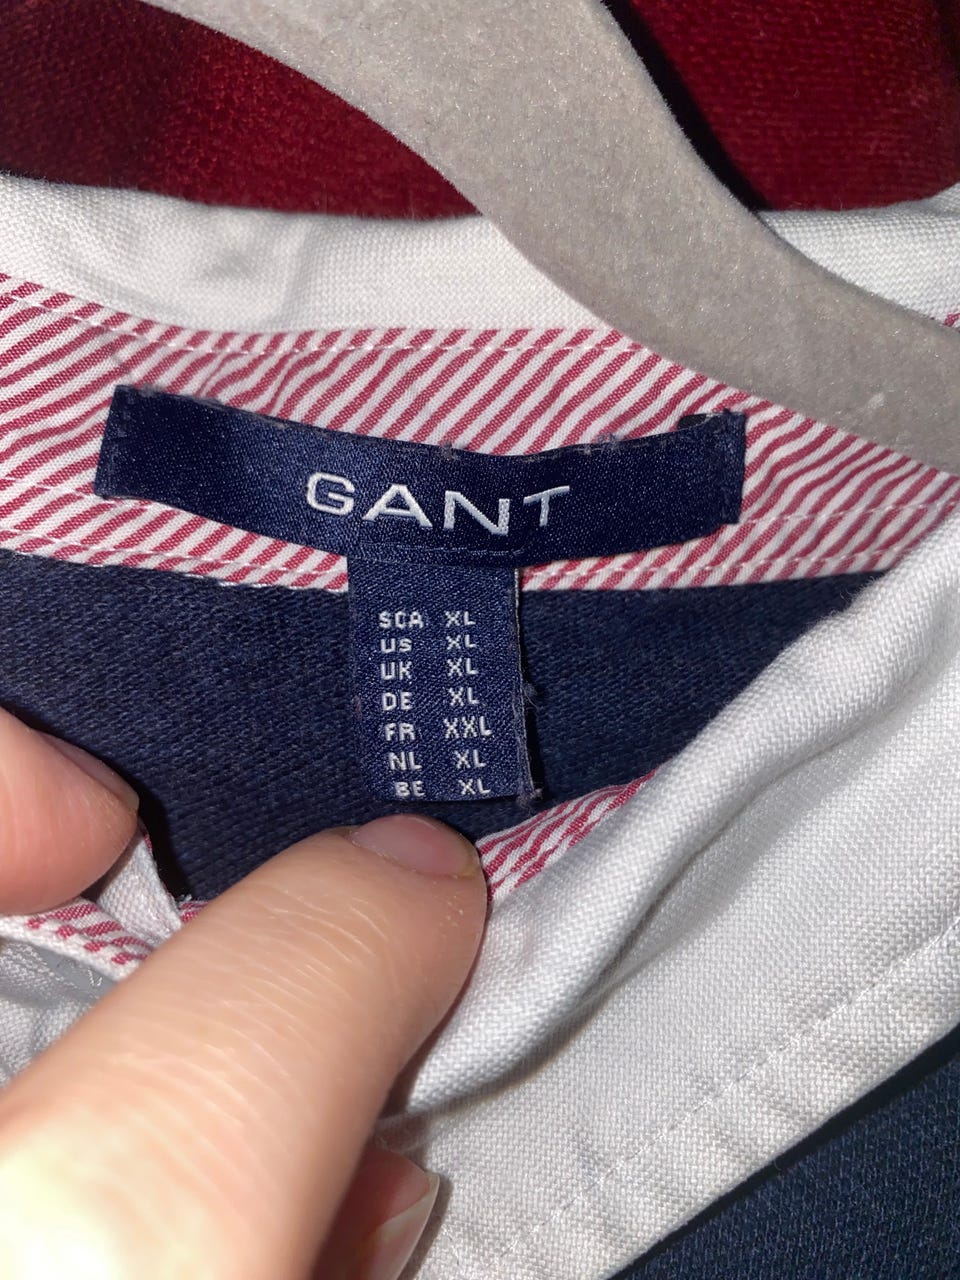 GANT
SCA XL
US XL
UK XL
DE XL
FR XXL
NL XL
BE XL